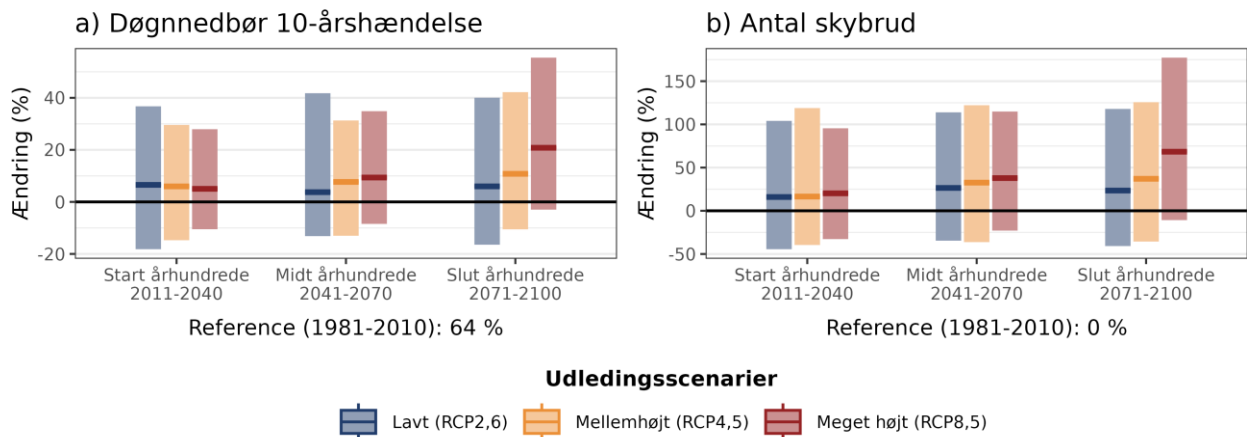 a) Døgnnedbør 10-årshændelse
Ændring (%)
40
20
0
-20
Start århundrede
2011-2040
Midt århundrede
2041-2070
Slut århundrede
2071-2100
Reference (1981-2010): 64 %
b) Antal skybrud
Ændring (%)
150
100
50
0
-50
Start århundrede
2011-2040
Midt århundrede
2041-2070
Slut århundrede
2071-2100
Reference (1981-2010): 0 %
Udledingsscenarier
Lavt (RCP2,6)
Mellemhøjt (RCP4,5)
Meget højt (RCP8,5)